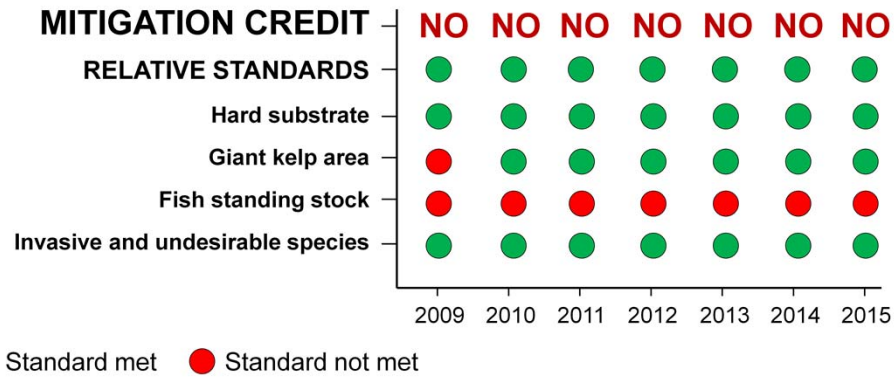 MITIGATION CREDIT NO NO NO NO NO NO NO
RELATIVE STANDARDS
Hard substrate
Giant kelp area
Fish standing stock
Invasive and undesirable species
2009 2010 2011 2012 2013 2014 2015
Standard met Standard not met